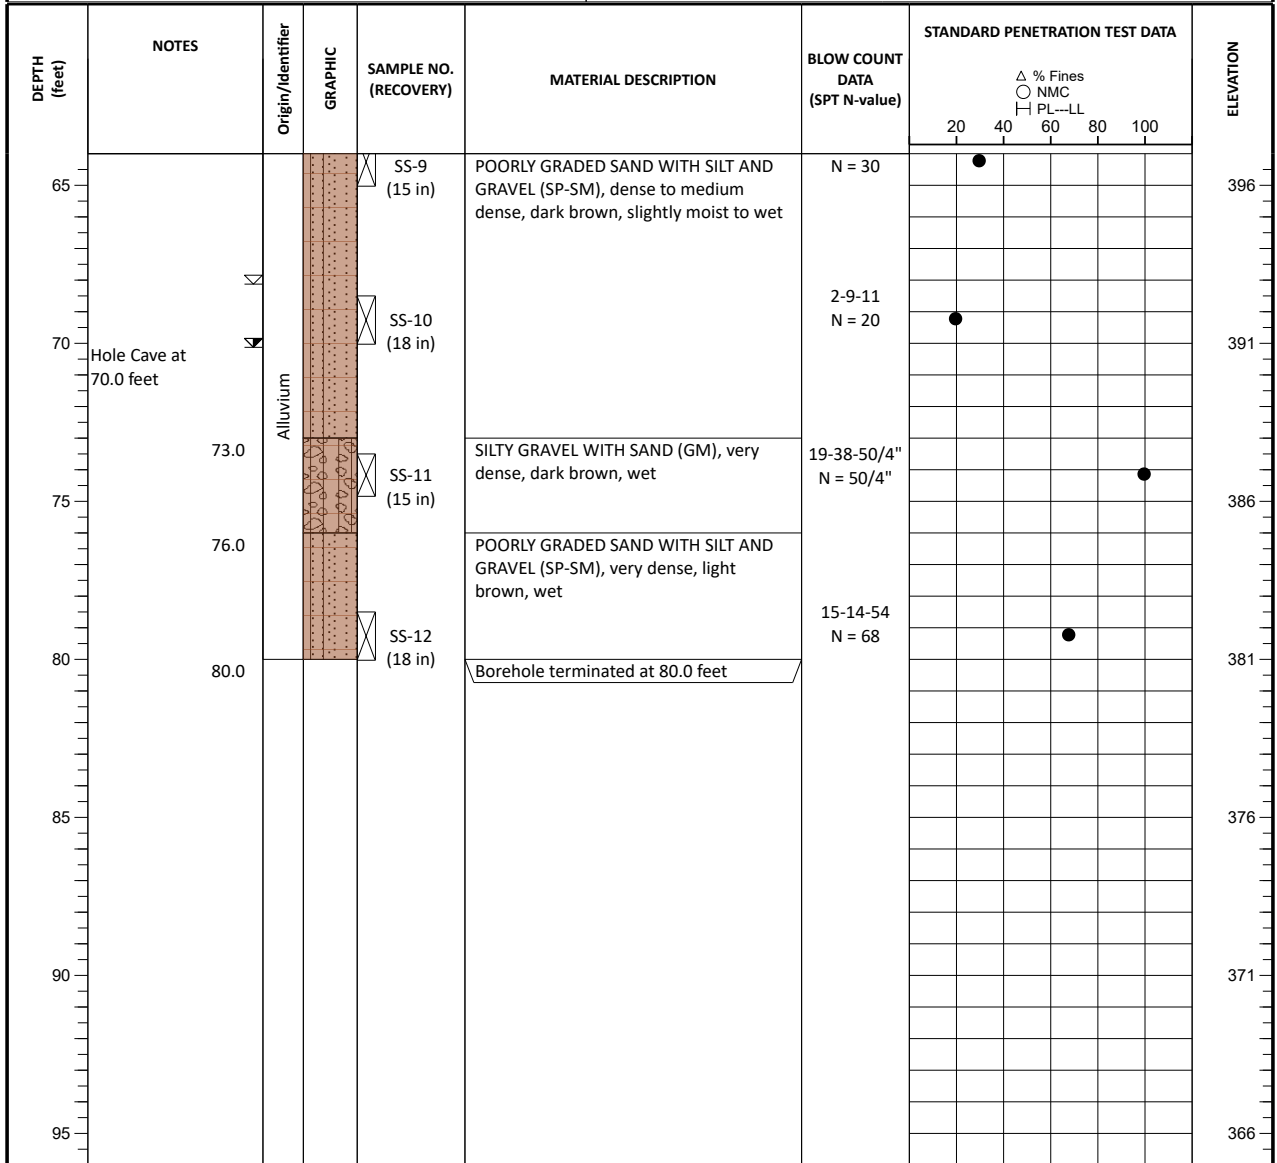 DEPTH
(feet)
NOTES
Origin/Identifier
GRAPHIC
SAMPLE NO.
(RECOVERY)
MATERIAL DESCRIPTION
BLOW COUNT
DATA
(SPT N-value)
STANDARD PENETRATION TEST DATA
% Fines
NMC
PL---LL
20 40 60 80 100
ELEVATION
SS-9
(15 in)
POORLY GRADED SAND WITH SILT AND
GRAVEL (SP-SM), dense to medium
dense, dark brown, slightly moist to wet
N = 30
65
396
2-9-11
N = 20
SS-10
(18 in)
70
391
Hole Cave at
70.0 feet
Alluvium
73.0
SILTY GRAVEL WITH SAND (GM), very
dense, dark brown, wet
19-38-50/4"
N = 50/4"
SS-11
(15 in)
75
386
76.0
POORLY GRADED SAND WITH SILT AND
GRAVEL (SP-SM), very dense, light
brown, wet
15-14-54
N = 68
SS-12
(18 in)
80
381
80.0
Borehole terminated at 80.0 feet
85
376
90
371
95
366